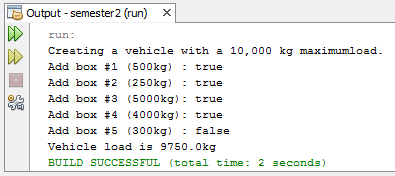 Output - semester2 (run)
run:
Creating a vehicle with a 10,000 kg maximumload.
Add box #1 (500kg) : true
Add box #2 (250kg) : true
Add box #3 (5000kg): true
Add box #4 (4000kg): true
Add box #5 (300kg) : false
Vehicle load is 9750.0kg
BUILD SUCCESSFUL (total time: 2 seconds)